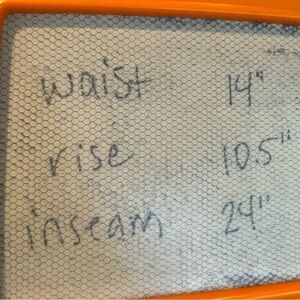 waist 14"
rise 10.5"
inseam 24"